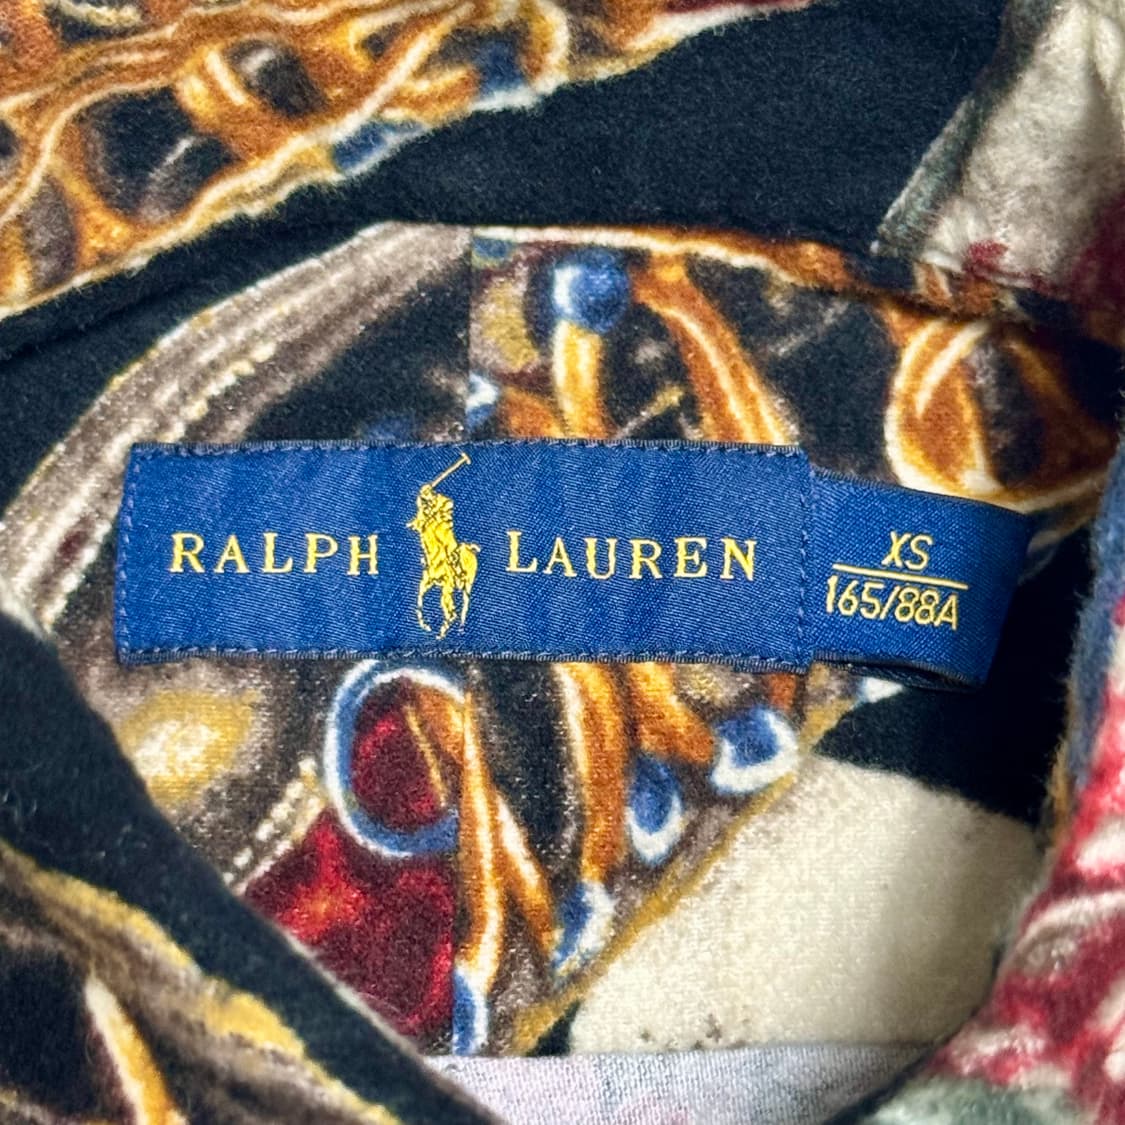 RALPH LAUREN
XS
165/88A